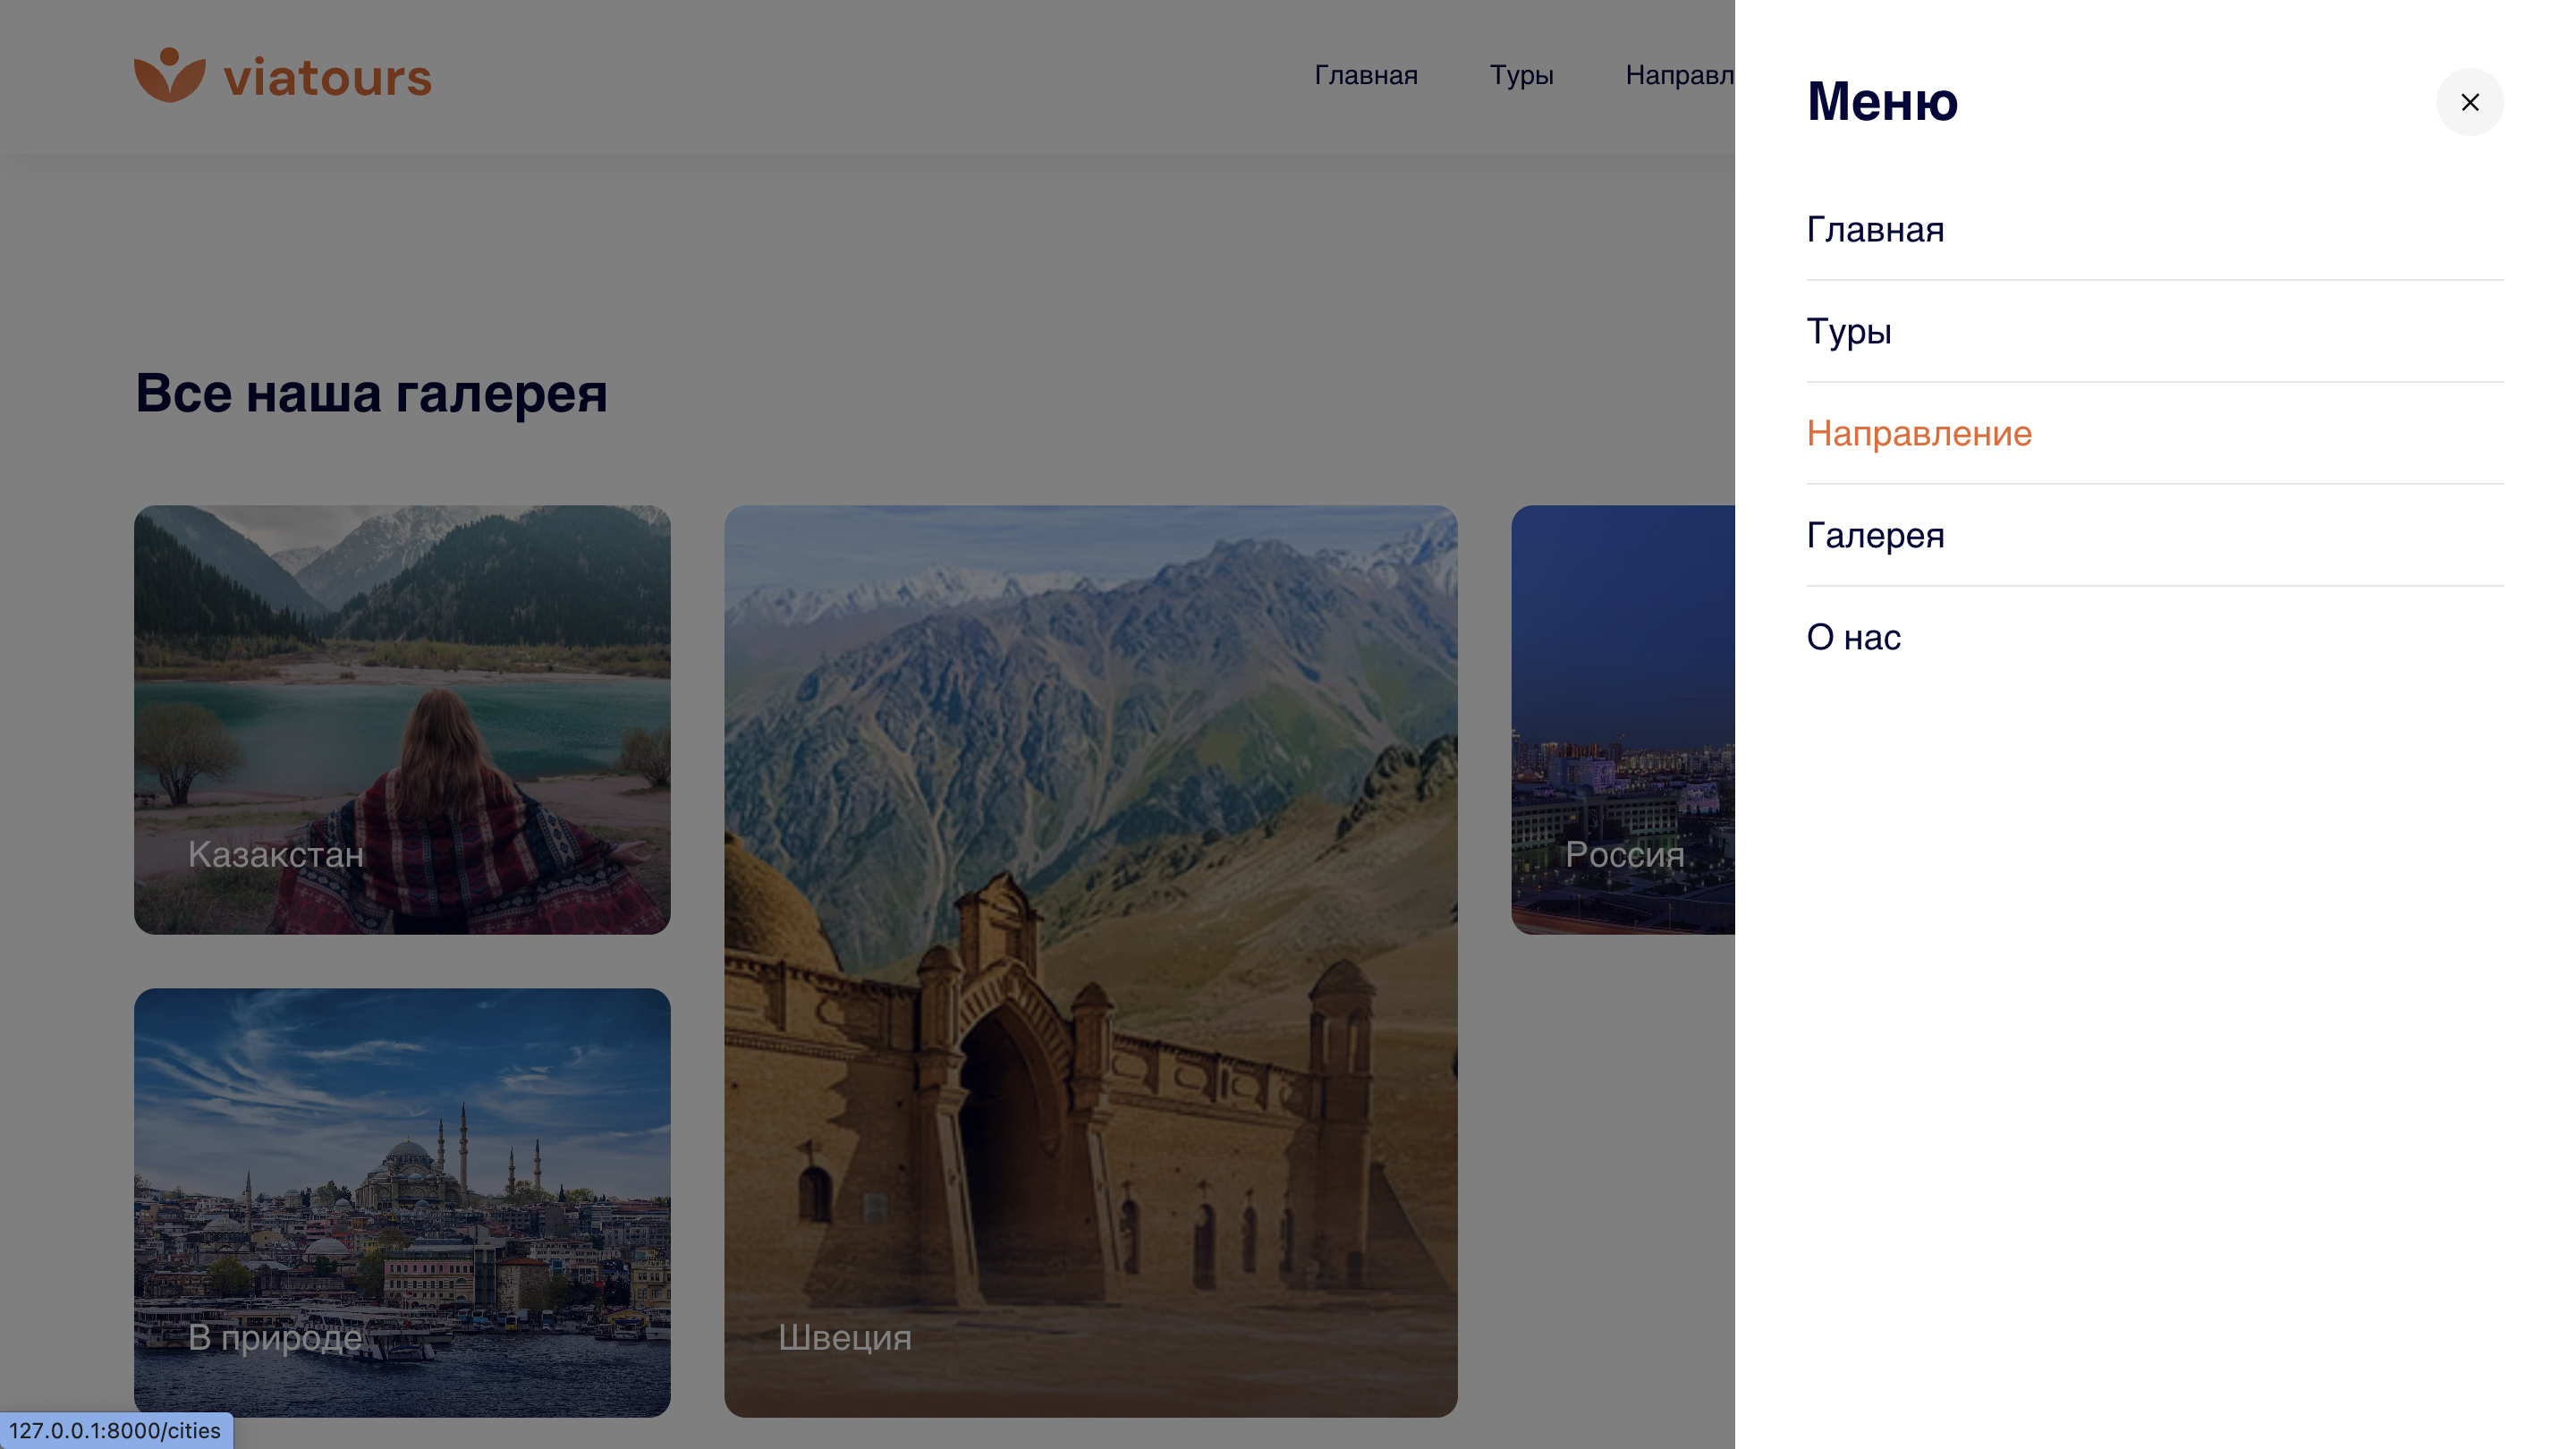 viatours
Главная
Туры
Направл
Меню
Главная
Туры
Направление
Галерея
О нас
Все наша галерея
Казакстан
Россия
В природе
Швеция
127.0.0.1:8000/cities